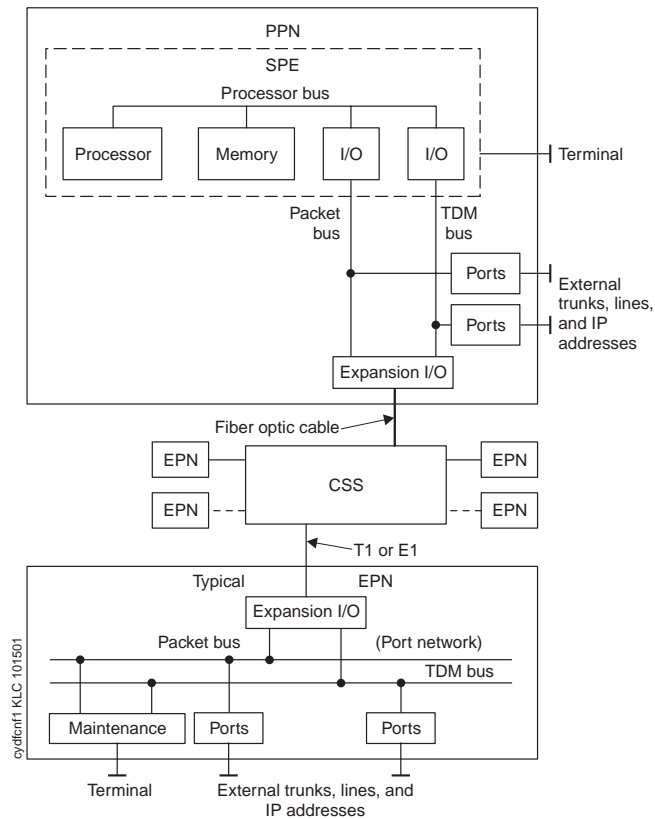 PPN
SPE
Processor bus
Processor
Memory
I/O
I/O
Terminal
Packet
bus
TDM
bus
Ports
Ports
External
trunks, lines,
and IP
addresses
Expansion I/O
Fiber optic cable
EPN
EPN
CSS
EPN
EPN
T1 or E1
Typical
EPN
Expansion I/O
Packet bus
(Port network)
TDM bus
Maintenance
Ports
Ports
Terminal
External trunks, lines, and
IP addresses
cydfcnf1 KLC 101501